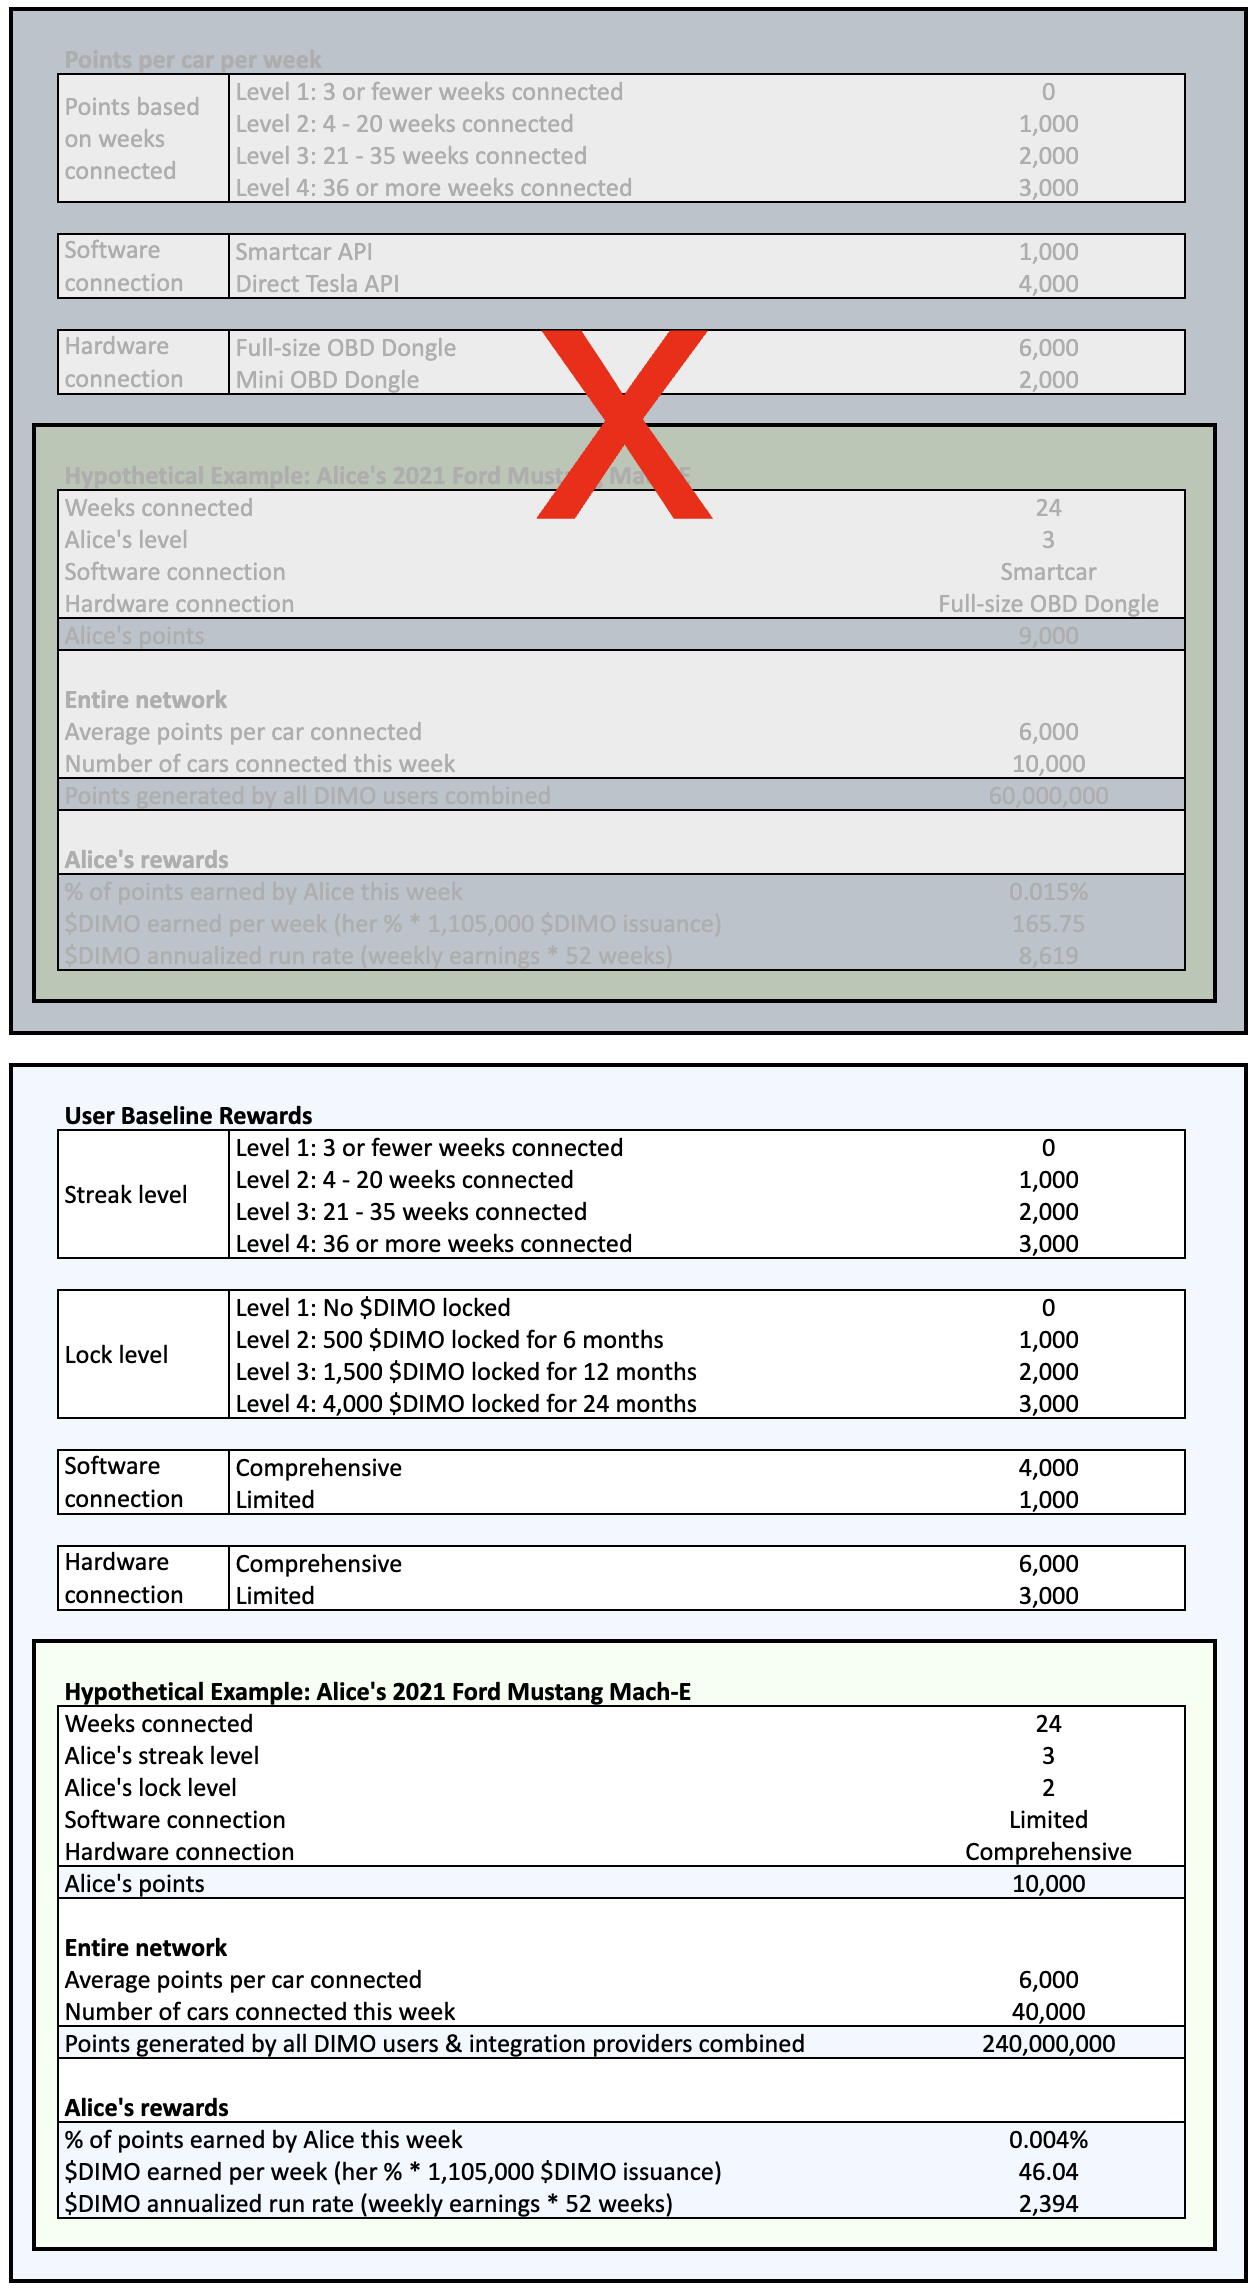 Points per car per week
Points based on weeks connected
Level 1: 3 or fewer weeks connected 0
Level 2: 4 - 20 weeks connected 1,000
Level 3: 21 - 35 weeks connected 2,000
Level 4: 36 or more weeks connected 3,000
Software connection
Smartcar API 1,000
Direct Tesla API 4,000
Hardware connection
Full-size OBD Dongle 6,000
Mini OBD Dongle 2,000
X
Hypothetical Example: Alice's 2021 Ford
Weeks connected 24
Alice's level 3
Software connection Smartcar
Hardware connection Full-size OBD Dongle
Alice's points 9,000
Entire network
Average points per car connected 6,000
Number of cars connected this week 10,000
Points generated by all DIMO users combined 60,000,000
Alice's rewards
% of points earned by Alice this week 0.015%
$DIMO earned per week (her % * 1,105,000 $DIMO issuance) 165.75
$DIMO annualized run rate (weekly earnings * 52 weeks) 8,619
User Baseline Rewards
Streak level
Level 1: 3 or fewer weeks connected 0
Level 2: 4 - 20 weeks connected 1,000
Level 3: 21 - 35 weeks connected 2,000
Level 4: 36 or more weeks connected 3,000
Lock level
Level 1: No $DIMO locked 0
Level 2: 500 $DIMO locked for 6 months 1,000
Level 3: 1,500 $DIMO locked for 12 months 2,000
Level 4: 4,000 $DIMO locked for 24 months 3,000
Software connection
Comprehensive 4,000
Limited 1,000
Hardware connection
Comprehensive 6,000
Limited 3,000
Hypothetical Example: Alice's 2021 Ford Mustang Mach-E
Weeks connected 24
Alice's streak level 3
Alice's lock level 2
Software connection Limited
Hardware connection Comprehensive
Alice's points 10,000
Entire network
Average points per car connected 6,000
Number of cars connected this week 40,000
Points generated by all DIMO users & integration providers combined 240,000,000
Alice's rewards
% of points earned by Alice this week 0.004%
$DIMO earned per week (her % * 1,105,000 $DIMO issuance) 46.04
$DIMO annualized run rate (weekly earnings * 52 weeks) 2,394